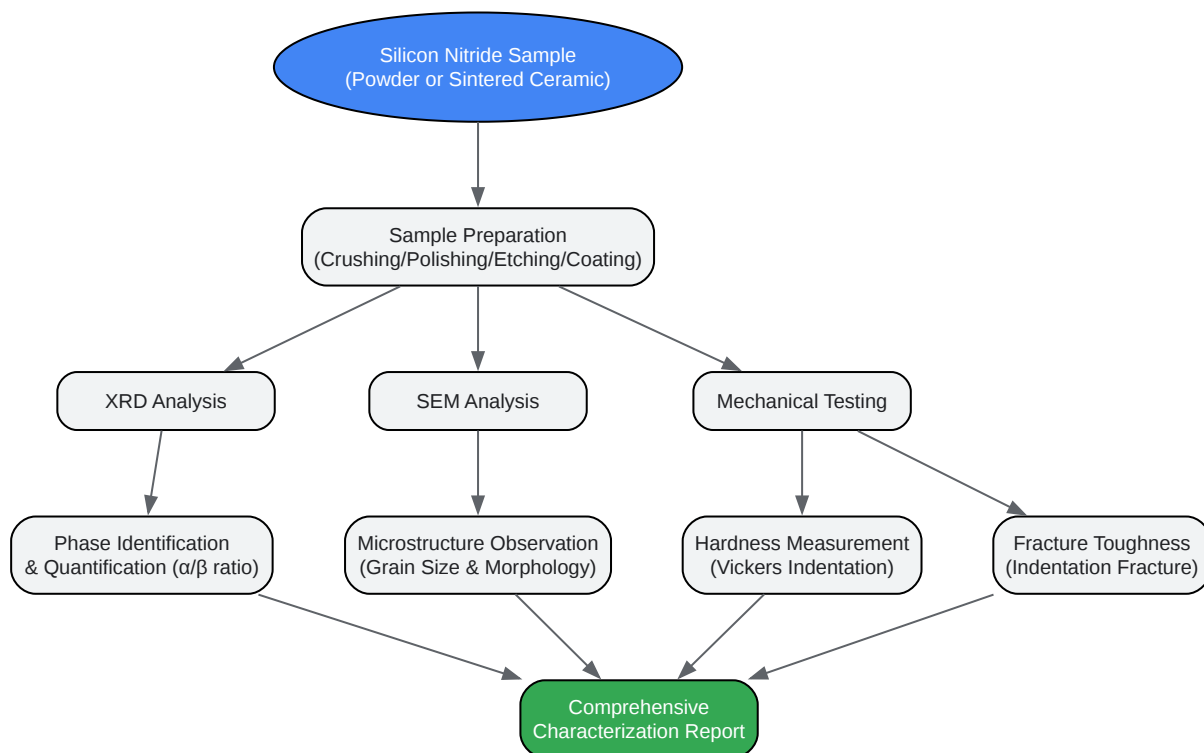 Silicon Nitride Sample
(Powder or Sintered Ceramic)
Sample Preparation
(Crushing/Polishing/Etching/Coating)
XRD Analysis
SEM Analysis
Mechanical Testing
Phase Identification
& Quantification (α/β ratio)
Microstructure Observation
(Grain Size & Morphology)
Hardness Measurement
(Vickers Indentation)
Fracture Toughness
(Indentation Fracture)
Comprehensive
Characterization Report